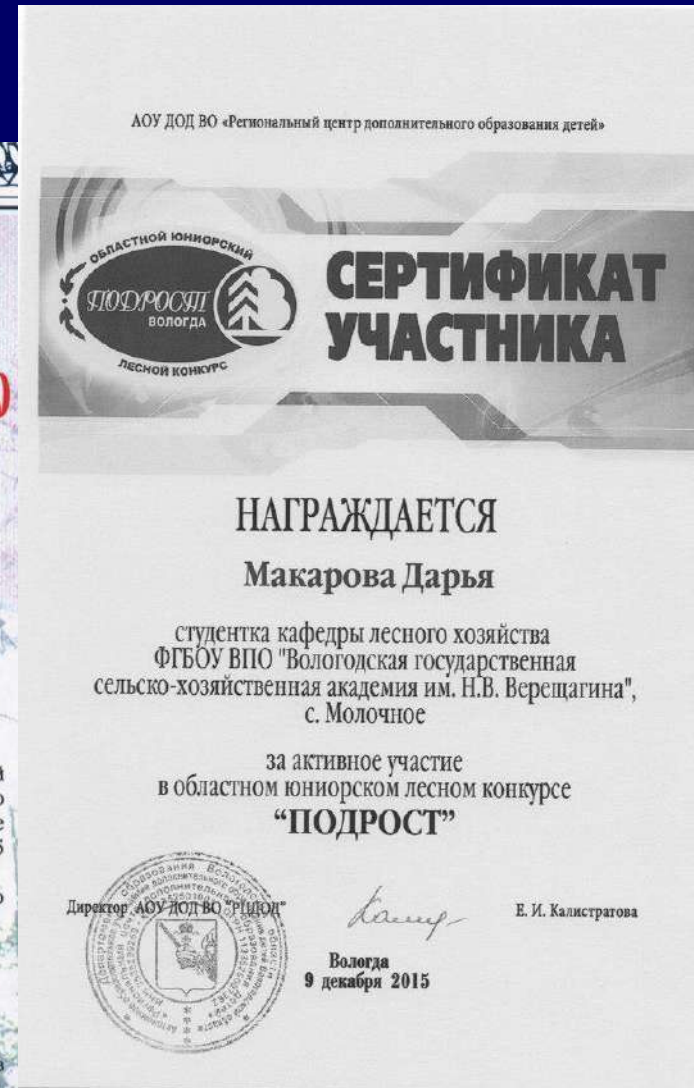 АОУ ДОД ВО «Региональный центр дополнительного образования детей»
ОБЛАСТНОЙ ЮНИОРСКИЙ
ПОДРОСТ
ВОЛОГДА
ЛЕСНОЙ КОНКУРС
СЕРТИФИКАТ
УЧАСТНИКА
НАГРАЖДАЕТСЯ
Макарова Дарья
студентка кафедры лесного хозяйства
ФГБОУ ВПО "Вологодская государственная
сельско-хозяйственная академия им. Н.В. Верещагина",
с. Молочное
за активное участие
в областном юниорском лесном конкурсе
“ПОДРОСТ”
Директор АОУ ДОД ВО "РЦДОД"
Е. И. Калистратова
Вологда
9 декабря 2015